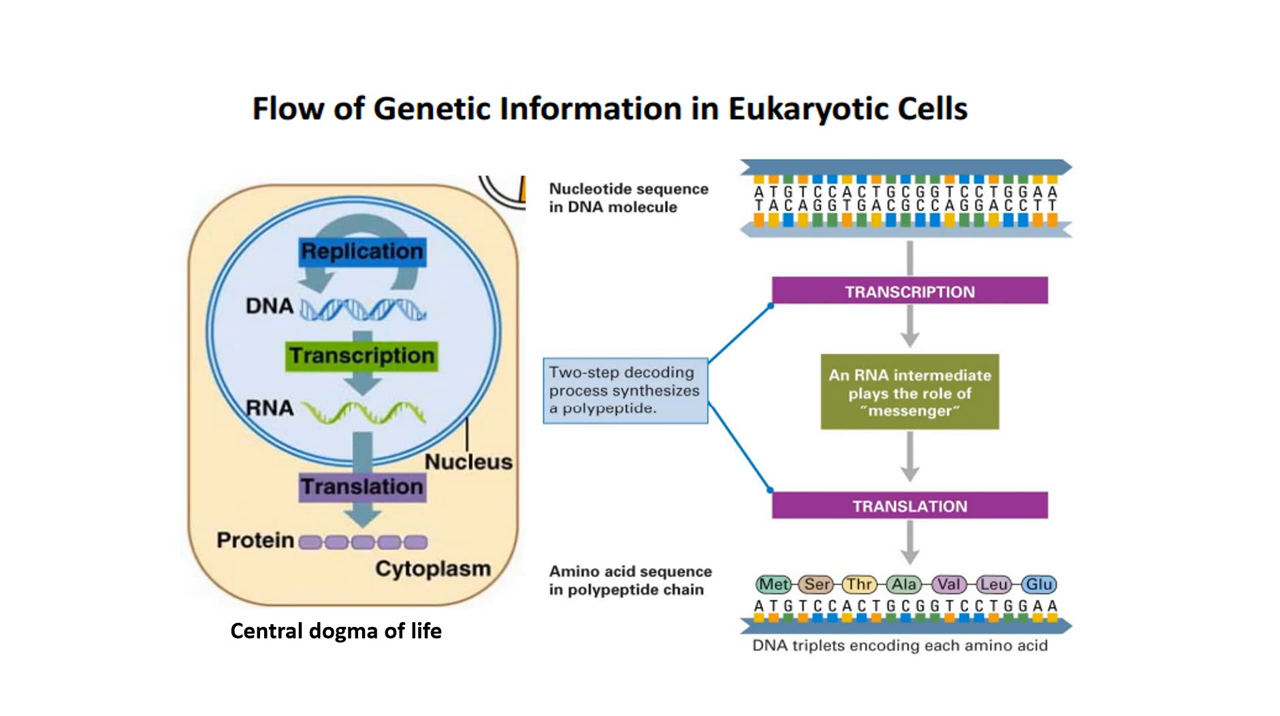 Flow of Genetic Information in Eukaryotic Cells
Replication
DNA
Transcription
RNA
Nucleus
Translation
Protein
Cytoplasm
Central dogma of life
Nucleotide sequence
in DNA molecule
A T G T C C A C T G C G G T C C T G G A A
T A C A G G T G A C G C C A G G A C C T T
TRANSCRIPTION
Two-step decoding
process synthesizes
a polypeptide.
An RNA intermediate
plays the role of
"messenger"
TRANSLATION
Amino acid sequence
in polypeptide chain
Met Ser Thr Ala Val Leu Glu
A T G T C C A C T G C G G T C C T G G A A
DNA triplets encoding each amino acid